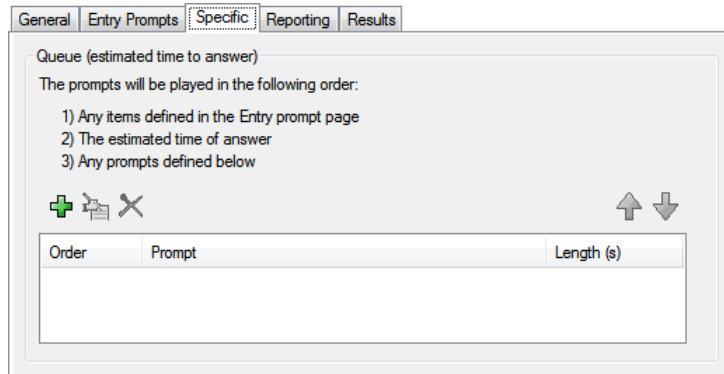 General Entry Prompts Specific Reporting Results
Queue (estimated time to answer)
The prompts will be played in the following order:
1) Any items defined in the Entry prompt page
2) The estimated time of answer
3) Any prompts defined below
Order Prompt Length (s)